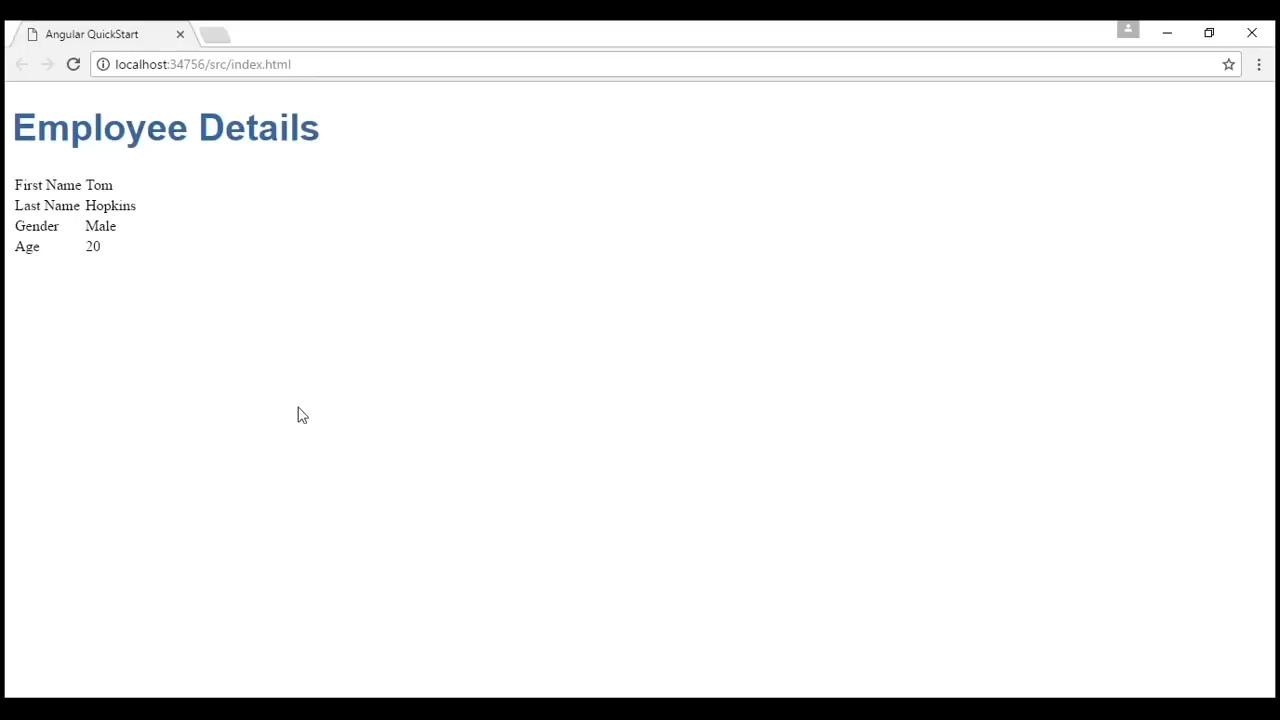 Angular QuickStart
localhost:34756/src/index.html
Employee Details
First Name Tom
Last Name Hopkins
Gender Male
Age 20